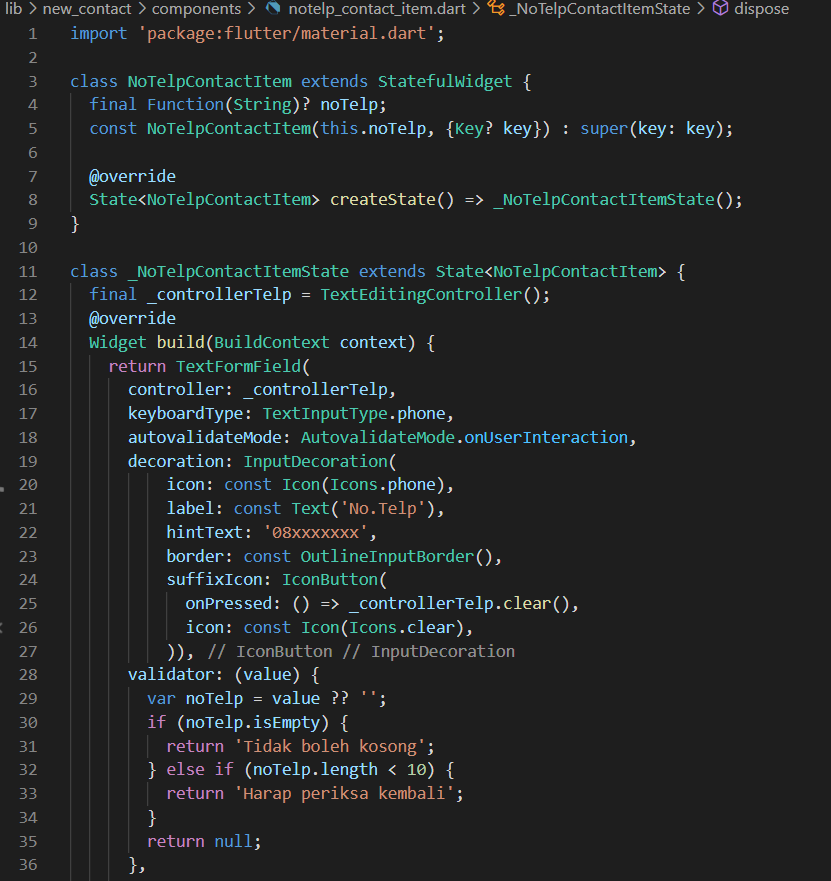 lib > new_contact > components > notelp_contact_item.dart > _NoTelpContactItemState > dispose
1 import 'package:flutter/material.dart';
2
3 class NoTelpContactItem extends StatefulWidget {
4 final Function(String)? noTelp;
5 const NoTelpContactItem(this.noTelp, {Key? key}) : super(key: key);
6
7 @override
8 State<NoTelpContactItem> createState() => _NoTelpContactItemState();
9 }
10
11 class _NoTelpContactItemState extends State<NoTelpContactItem> {
12 final _controllerTelp = TextEditingController();
13 @override
14 Widget build(BuildContext context) {
15 return TextFormField(
16 controller: _controllerTelp,
17 keyboardType: TextInputType.phone,
18 autovalidateMode: AutovalidateMode.onUserInteraction,
19 decoration: InputDecoration(
20 icon: const Icon(Icons.phone),
21 label: const Text('No.Telp'),
22 hintText: '08xxxxxxx',
23 border: const OutlineInputBorder(),
24 suffixIcon: IconButton(
25 onPressed: () => _controllerTelp.clear(),
26 icon: const Icon(Icons.clear),
27 )), // IconButton // InputDecoration
28 validator: (value) {
29 var noTelp = value ?? '';
30 if (noTelp.isEmpty) {
31 return 'Tidak boleh kosong';
32 } else if (noTelp.length < 10) {
33 return 'Harap periksa kembali';
34 }
35 return null;
36 },